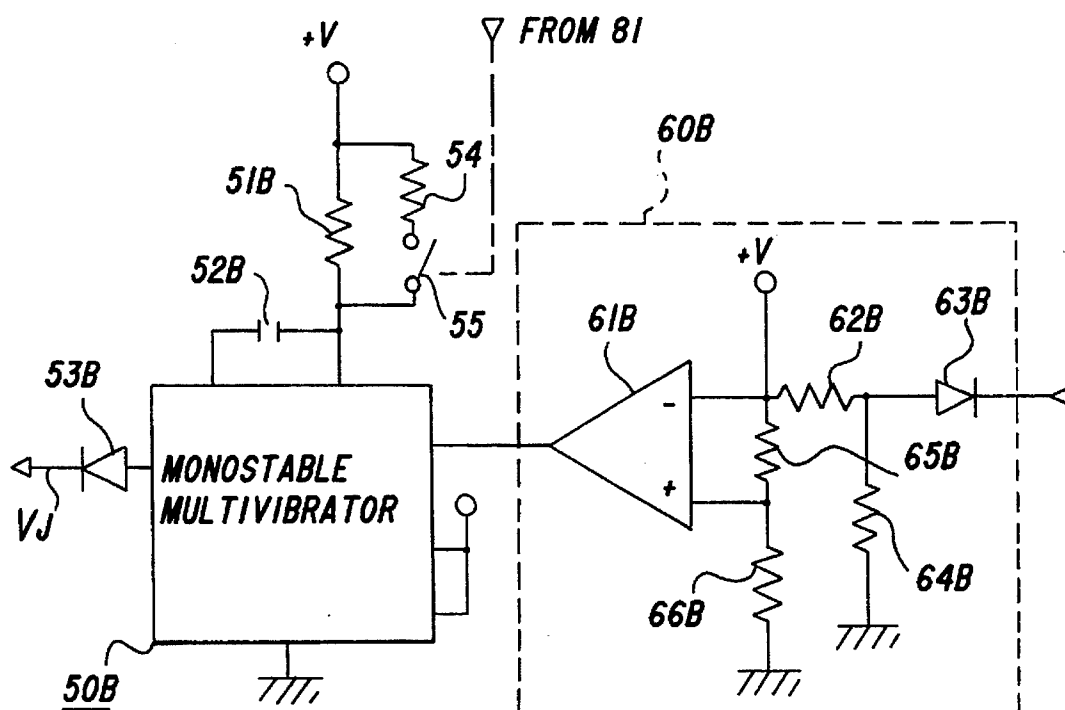 +V
FROM 81
54
51B
60B
52B
55
+V
61B
62B
63B
53B
-
MONOSTABLE
MULTIVIBRATOR
+
65B
VJ
64B
66B
50B